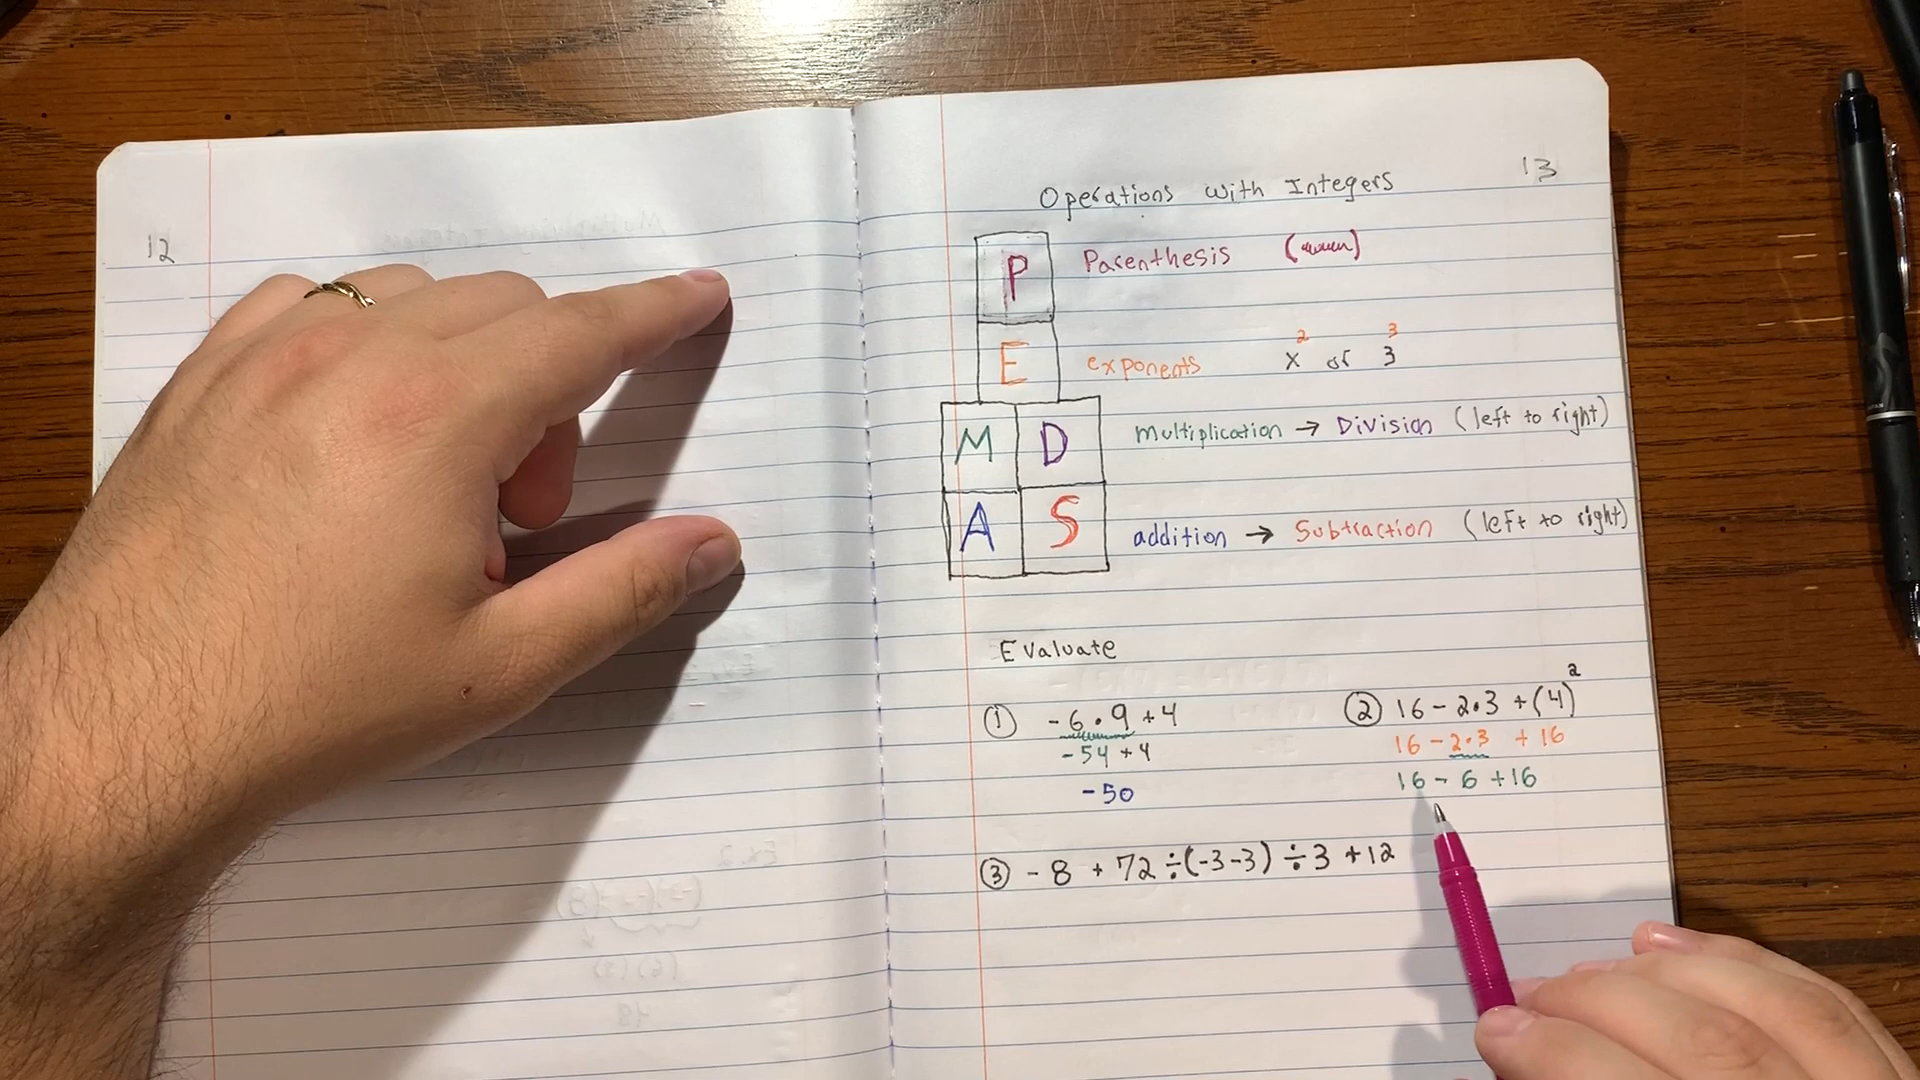 12
13
Operations with Integers
P Parenthesis ( )
E exponents x² or 3³
M D multiplication → Division (left to right)
A S addition → Subtraction (left to right)
Evaluate
① -6•9 +4
-54 +4
-50
② 16 - 2•3 + (4)²
16 - 2•3 + 16
16 - 6 + 16
③ -8 + 72 ÷ (-3-3) ÷ 3 + 12